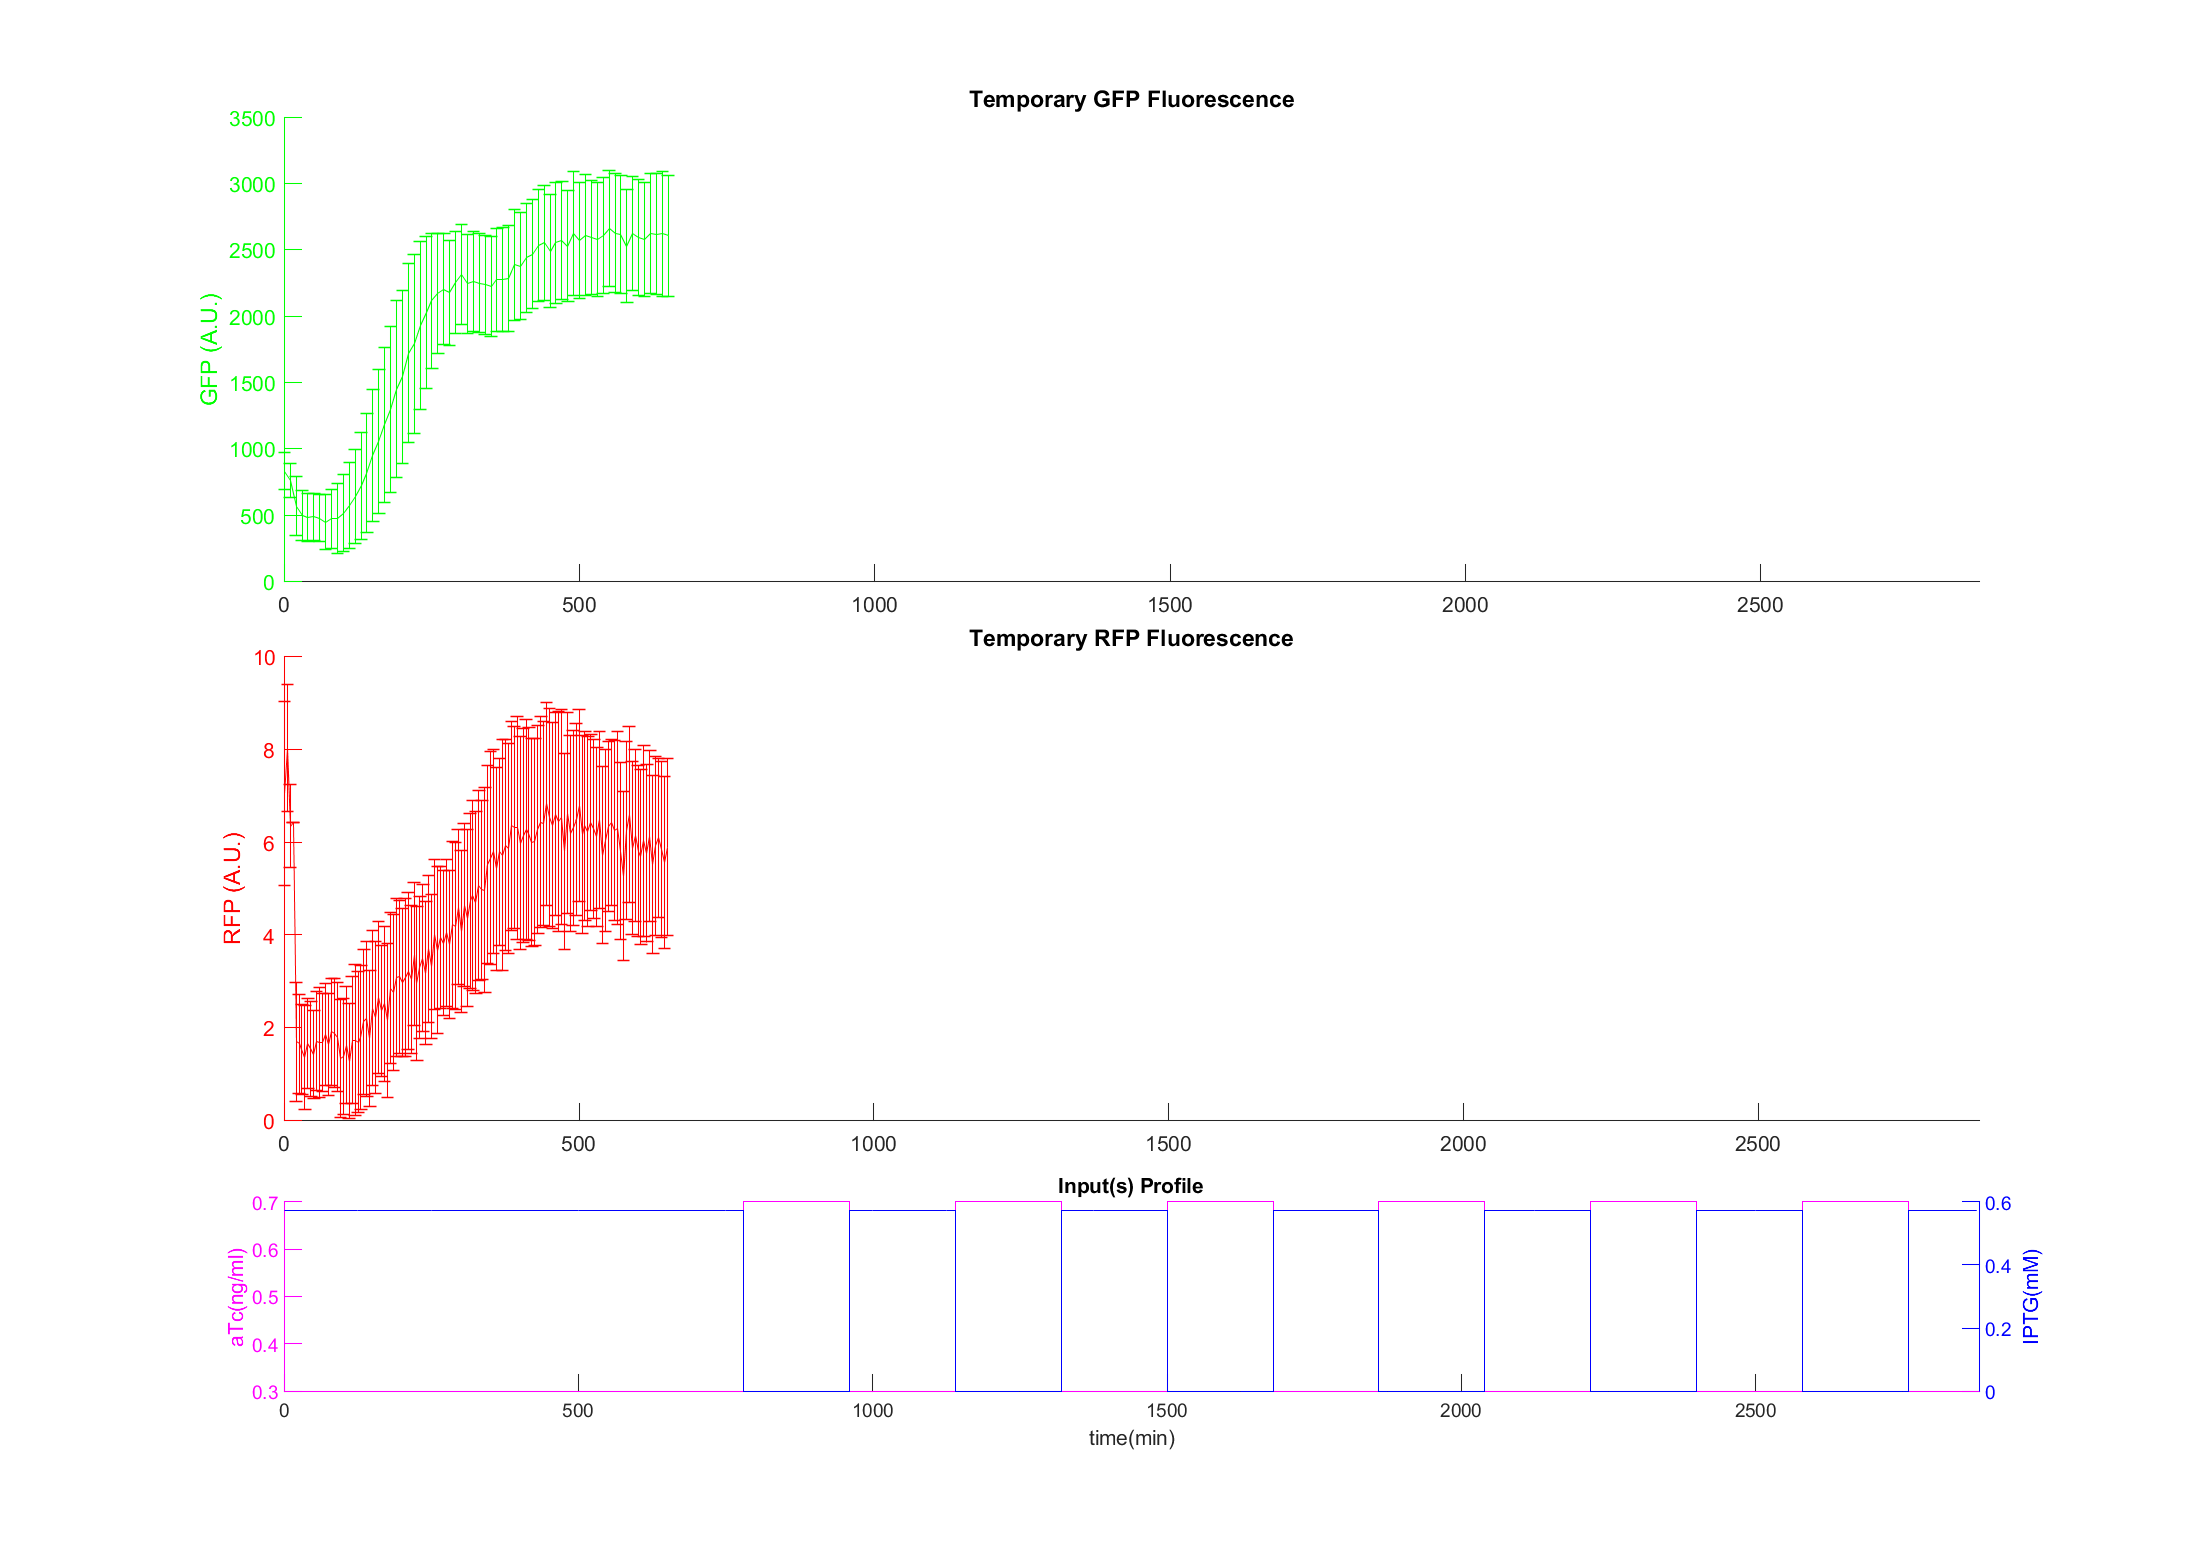 Temporary GFP Fluorescence
3500
3000
2500
2000
1500
1000
500
0
GFP (A.U.)
0 500 1000 1500 2000 2500
Temporary RFP Fluorescence
10
8
6
4
2
0
RFP (A.U.)
0 500 1000 1500 2000 2500
Input(s) Profile
0.7
0.6
0.5
0.4
0.3
aTc(ng/ml)
0.6
0.4
0.2
0
IPTG(mM)
0 500 1000 1500 2000 2500
time(min)